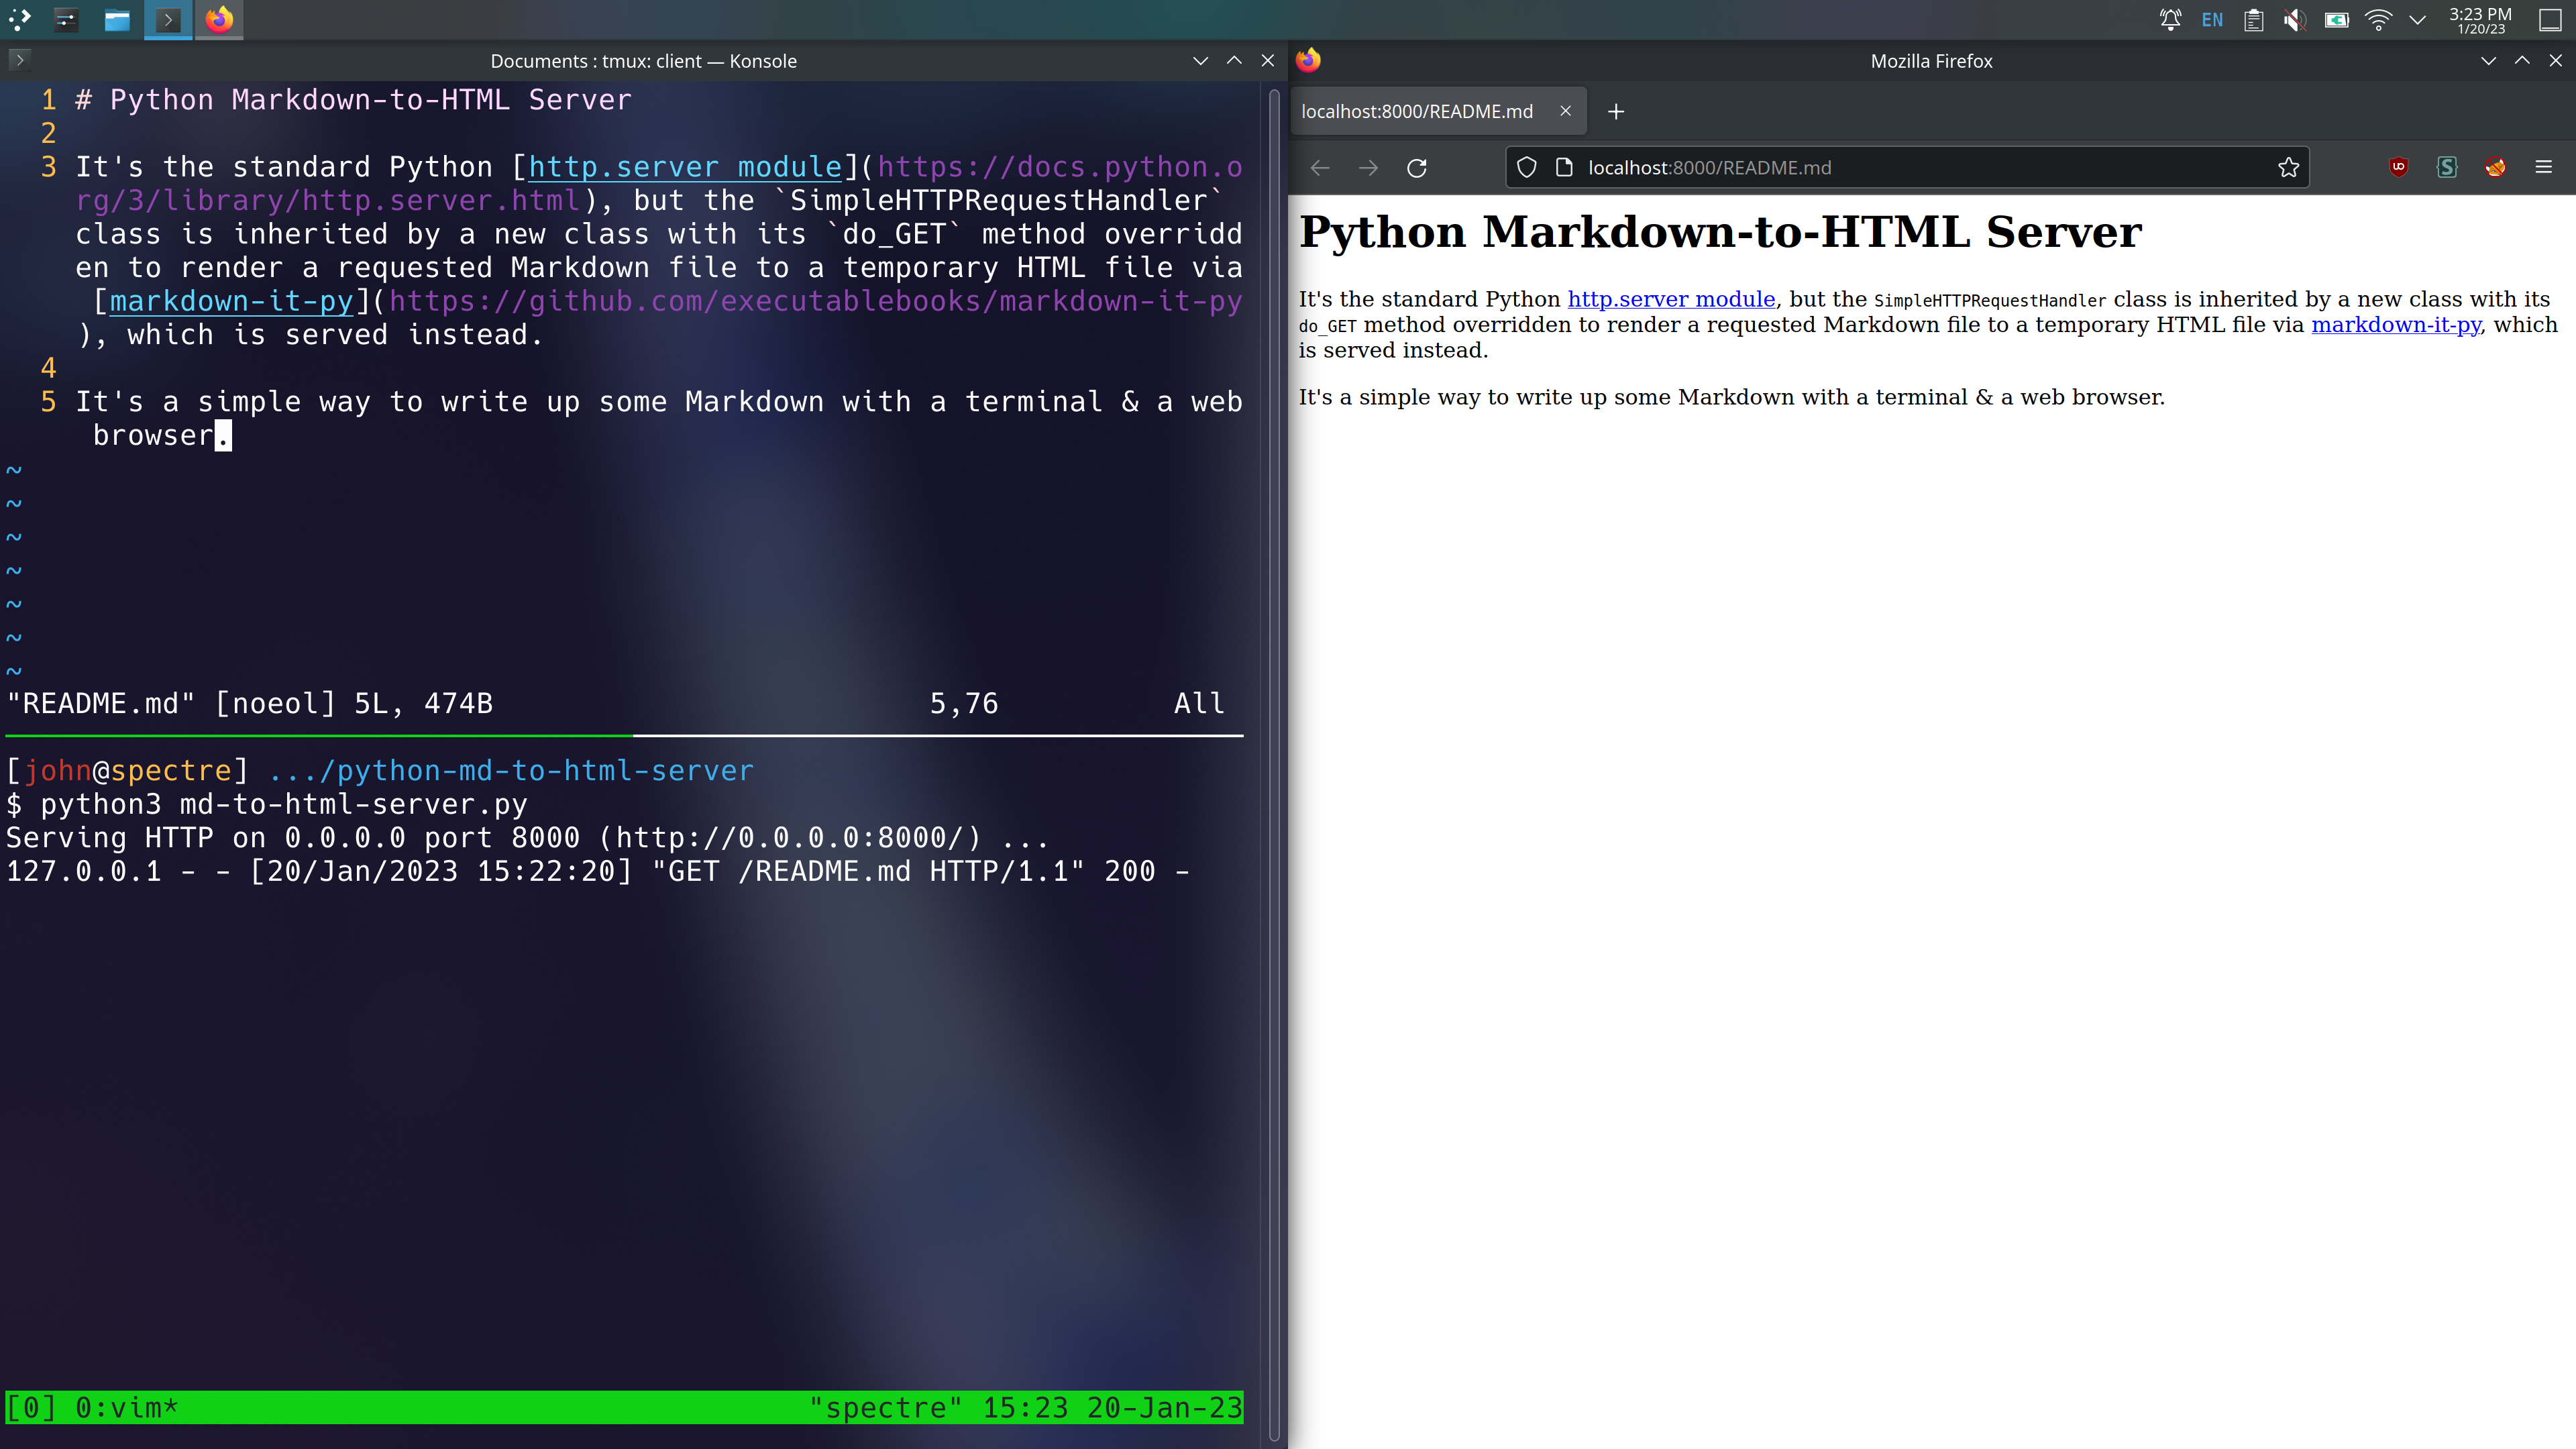 EN
3:23 PM
1/20/23
Documents : tmux: client — Konsole
1 # Python Markdown-to-HTML Server
2
3 It's the standard Python [http.server module](https://docs.python.o
rg/3/library/http.server.html), but the `SimpleHTTPRequestHandler`
class is inherited by a new class with its `do_GET` method overridd
en to render a requested Markdown file to a temporary HTML file via
[markdown-it-py](https://github.com/executablebooks/markdown-it-py
), which is served instead.
4
5 It's a simple way to write up some Markdown with a terminal & a web
browser.
~
~
~
~
~
~
~
"README.md" [noeol] 5L, 474B 5,76 All
[john@spectre] .../python-md-to-html-server
$ python3 md-to-html-server.py
Serving HTTP on 0.0.0.0 port 8000 (http://0.0.0.0:8000/) ...
127.0.0.1 - - [20/Jan/2023 15:22:20] "GET /README.md HTTP/1.1" 200 -
[0] 0:vim* "spectre" 15:23 20-Jan-23
Mozilla Firefox
localhost:8000/README.md
localhost:8000/README.md
Python Markdown-to-HTML Server
It's the standard Python http.server module, but the SimpleHTTPRequestHandler class is inherited by a new class with its
do_GET method overridden to render a requested Markdown file to a temporary HTML file via markdown-it-py, which
is served instead.
It's a simple way to write up some Markdown with a terminal & a web browser.